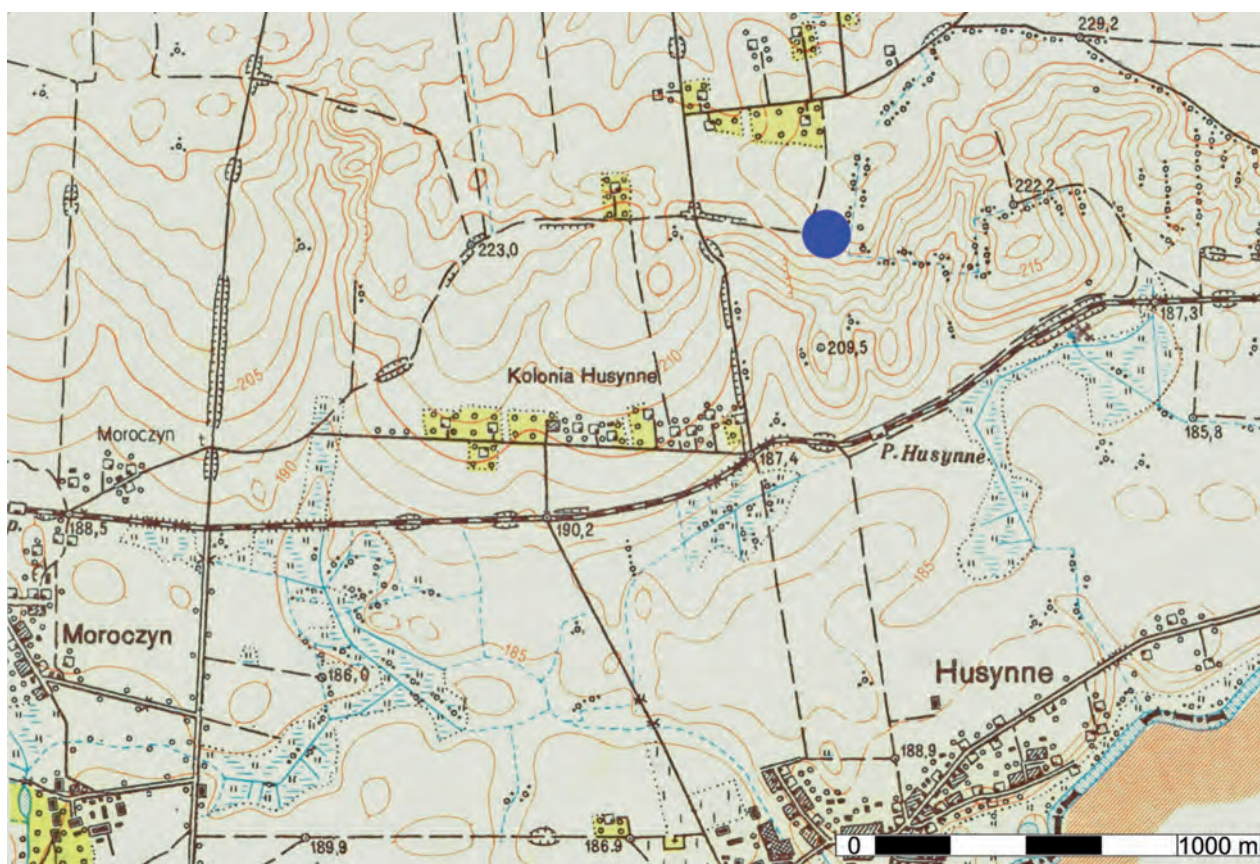 229,2
222,2
223,0
215
187,3
209,5
210
Kolonia Husynne
205
185,8
Moroczyn
187,4
P. Husynne
190
p.
188,5
190,2
185
Moroczyn
185
186,0
Husynne
188,9
189,9
186.9
0
1000 m